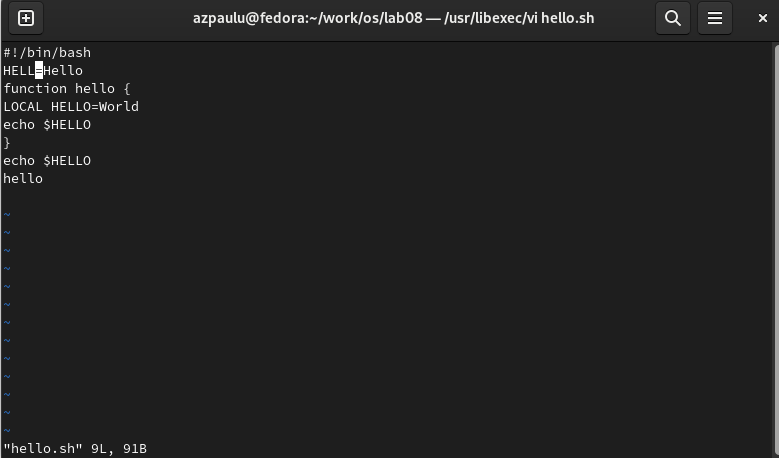 azpaulu@fedora:~/work/os/lab08 — /usr/libexec/vi hello.sh
#!/bin/bash
HELL=Hello
function hello {
LOCAL HELLO=World
echo $HELLO
}
echo $HELLO
hello
~
~
~
~
~
~
~
~
~
~
~
~
~
"hello.sh" 9L, 91B